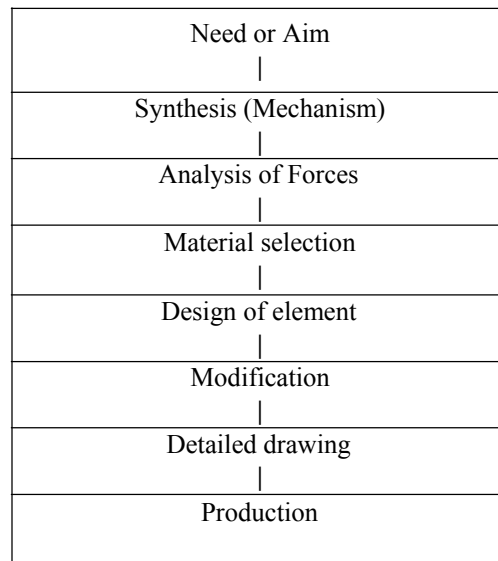 Need or Aim
|
Synthesis (Mechanism)
|
Analysis of Forces
|
Material selection
|
Design of element
|
Modification
|
Detailed drawing
|
Production